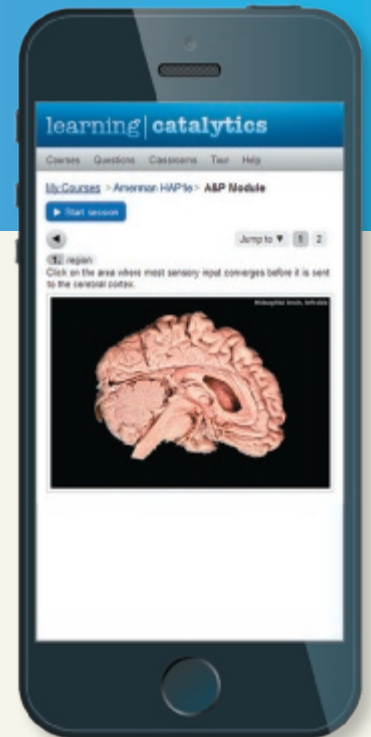 learning | catalytics
Courses Questions Classrooms Tour Help
My Courses > Amerman HAP1e > A&P Module
Start session
Jump to ▼ 1 2
1. region
Click on the area where most sensory input converges before it is sent
to the cerebral cortex.